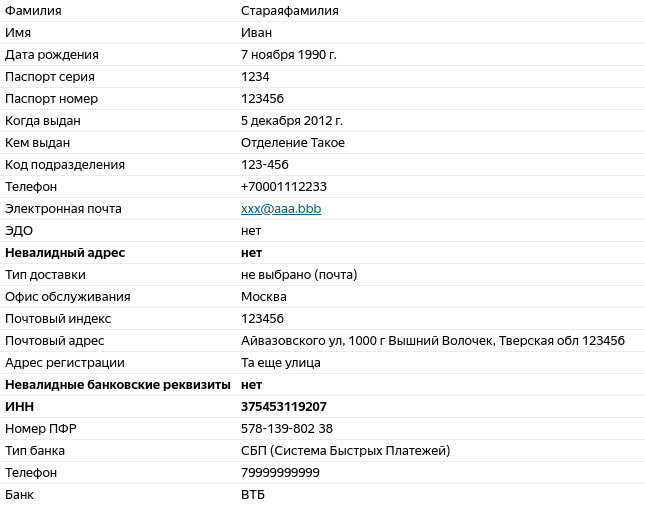 Фамилия Стараяфамилия
Имя Иван
Дата рождения 7 ноября 1990 г.
Паспорт серия 1234
Паспорт номер 123456
Когда выдан 5 декабря 2012 г.
Кем выдан Отделение Такое
Код подразделения 123-456
Телефон +70001112233
Электронная почта xxx@aaa.bbb
ЭДО нет
Невалидный адрес нет
Тип доставки не выбрано (почта)
Офис обслуживания Москва
Почтовый индекс 123456
Почтовый адрес Айвазовского ул, 1000 г Вышний Волочек, Тверская обл 123456
Адрес регистрации Та еще улица
Невалидные банковские реквизиты нет
ИНН 375453119207
Номер ПФР 578-139-802 38
Тип банка СБП (Система Быстрых Платежей)
Телефон 79999999999
Банк ВТБ